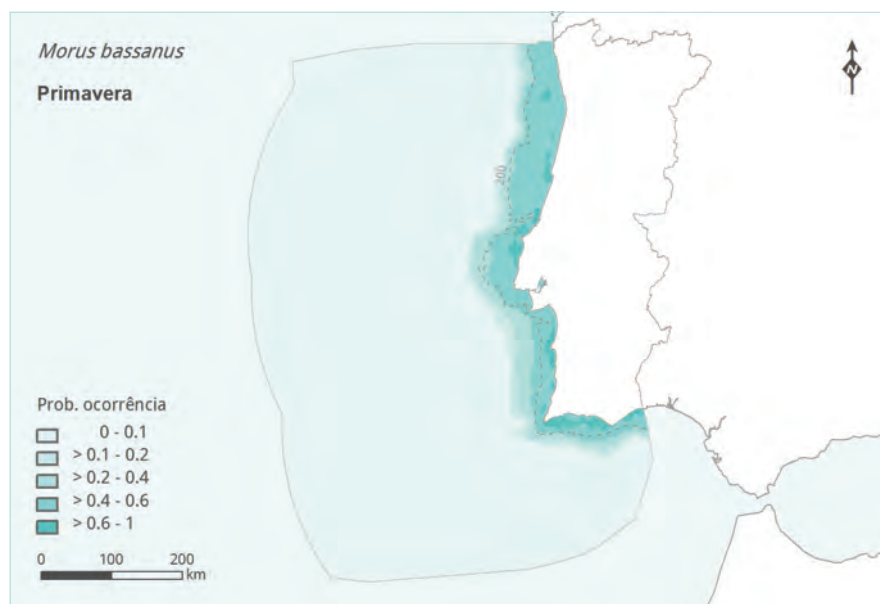 Morus bassanus
Primavera
N
200
Prob. ocorrência
0 - 0.1
> 0.1 - 0.2
> 0.2 - 0.4
> 0.4 - 0.6
> 0.6 - 1
0 100 200
km